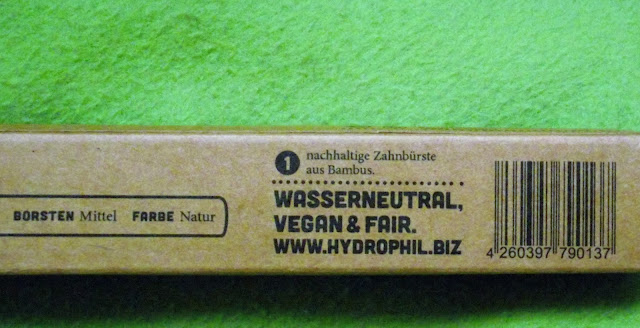 BORSTEN Mittel FARBE Natur
1 nachhaltige Zahnbürste
aus Bambus.
WASSERNEUTRAL,
VEGAN & FAIR.
WWW.HYDROPHIL.BIZ
4 260397 790137